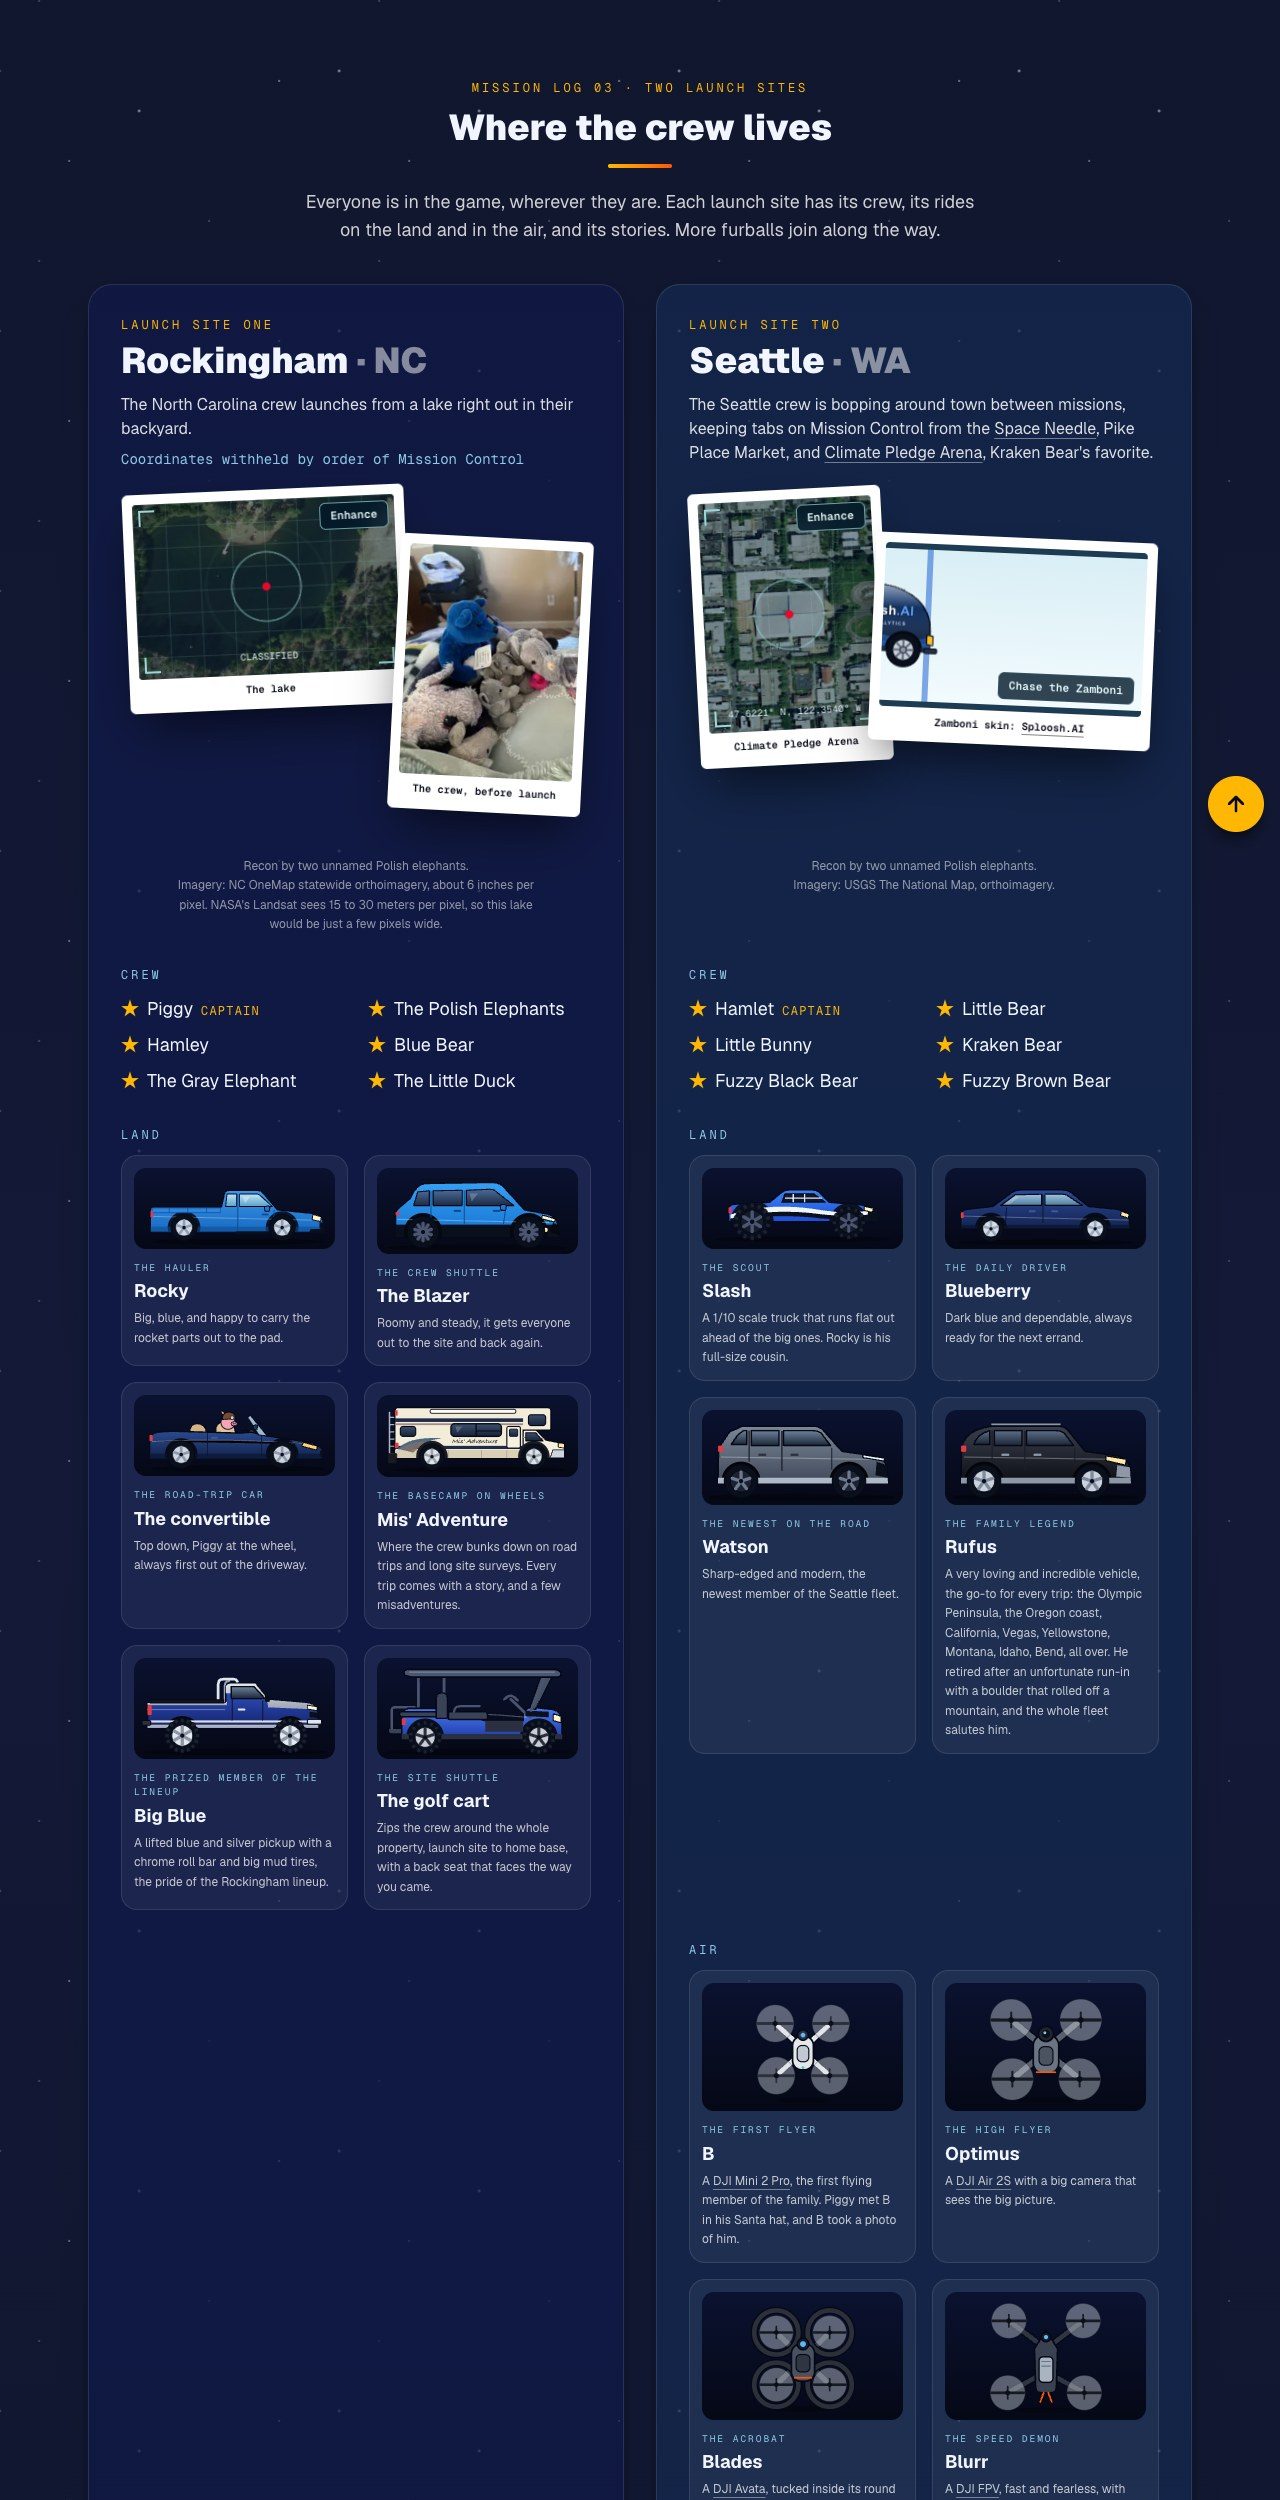 MISSION LOG 03 · TWO LAUNCH SITES
Where the crew lives
Everyone is in the game, wherever they are. Each launch site has its crew, its rides
on the land and in the air, and its stories. More furballs join along the way.
LAUNCH SITE ONE
Rockingham · NC
The North Carolina crew launches from a lake right out in their
backyard.
Coordinates withheld by order of Mission Control
Enhance
CLASSIFIED
The lake
The crew, before launch
Recon by two unnamed Polish elephants.
Imagery: NC OneMap statewide orthoimagery, about 6 inches per
pixel. NASA's Landsat sees 15 to 30 meters per pixel, so this lake
would be just a few pixels wide.
CREW
Piggy CAPTAIN
The Polish Elephants
Hamley
Blue Bear
The Gray Elephant
The Little Duck
LAND
THE HAULER
Rocky
Big, blue, and happy to carry the
rocket parts out to the pad.
THE CREW SHUTTLE
The Blazer
Roomy and steady, it gets everyone
out to the site and back again.
THE ROAD-TRIP CAR
The convertible
Top down, Piggy at the wheel,
always first out of the driveway.
Mis' Adventure
THE BASECAMP ON WHEELS
Mis' Adventure
Where the crew bunks down on road
trips and long site surveys. Every
trip comes with a story, and a few
misadventures.
THE PRIZED MEMBER OF THE
LINEUP
Big Blue
A lifted blue and silver pickup with a
chrome roll bar and big mud tires,
the pride of the Rockingham lineup.
THE SITE SHUTTLE
The golf cart
Zips the crew around the whole
property, launch site to home base,
with a back seat that faces the way
you came.
LAUNCH SITE TWO
Seattle · WA
The Seattle crew is bopping around town between missions,
keeping tabs on Mission Control from the Space Needle, Pike
Place Market, and Climate Pledge Arena, Kraken Bear's favorite.
Enhance
47.6221° N, 122.3540° W
Climate Pledge Arena
sh.AI
LYTICS
Chase the Zamboni
Zamboni skin: Sploosh.AI
Recon by two unnamed Polish elephants.
Imagery: USGS The National Map, orthoimagery.
CREW
Hamlet CAPTAIN
Little Bear
Little Bunny
Kraken Bear
Fuzzy Black Bear
Fuzzy Brown Bear
LAND
THE SCOUT
Slash
A 1/10 scale truck that runs flat out
ahead of the big ones. Rocky is his
full-size cousin.
THE DAILY DRIVER
Blueberry
Dark blue and dependable, always
ready for the next errand.
THE NEWEST ON THE ROAD
Watson
Sharp-edged and modern, the
newest member of the Seattle fleet.
THE FAMILY LEGEND
Rufus
A very loving and incredible vehicle,
the go-to for every trip: the Olympic
Peninsula, the Oregon coast,
California, Vegas, Yellowstone,
Montana, Idaho, Bend, all over. He
retired after an unfortunate run-in
with a boulder that rolled off a
mountain, and the whole fleet
salutes him.
AIR
THE FIRST FLYER
B
A DJI Mini 2 Pro, the first flying
member of the family. Piggy met B
in his Santa hat, and B took a photo
of him.
THE HIGH FLYER
Optimus
A DJI Air 2S with a big camera that
sees the big picture.
THE ACROBAT
Blades
A DJI Avata, tucked inside its round
THE SPEED DEMON
Blurr
A DJI FPV, fast and fearless, with